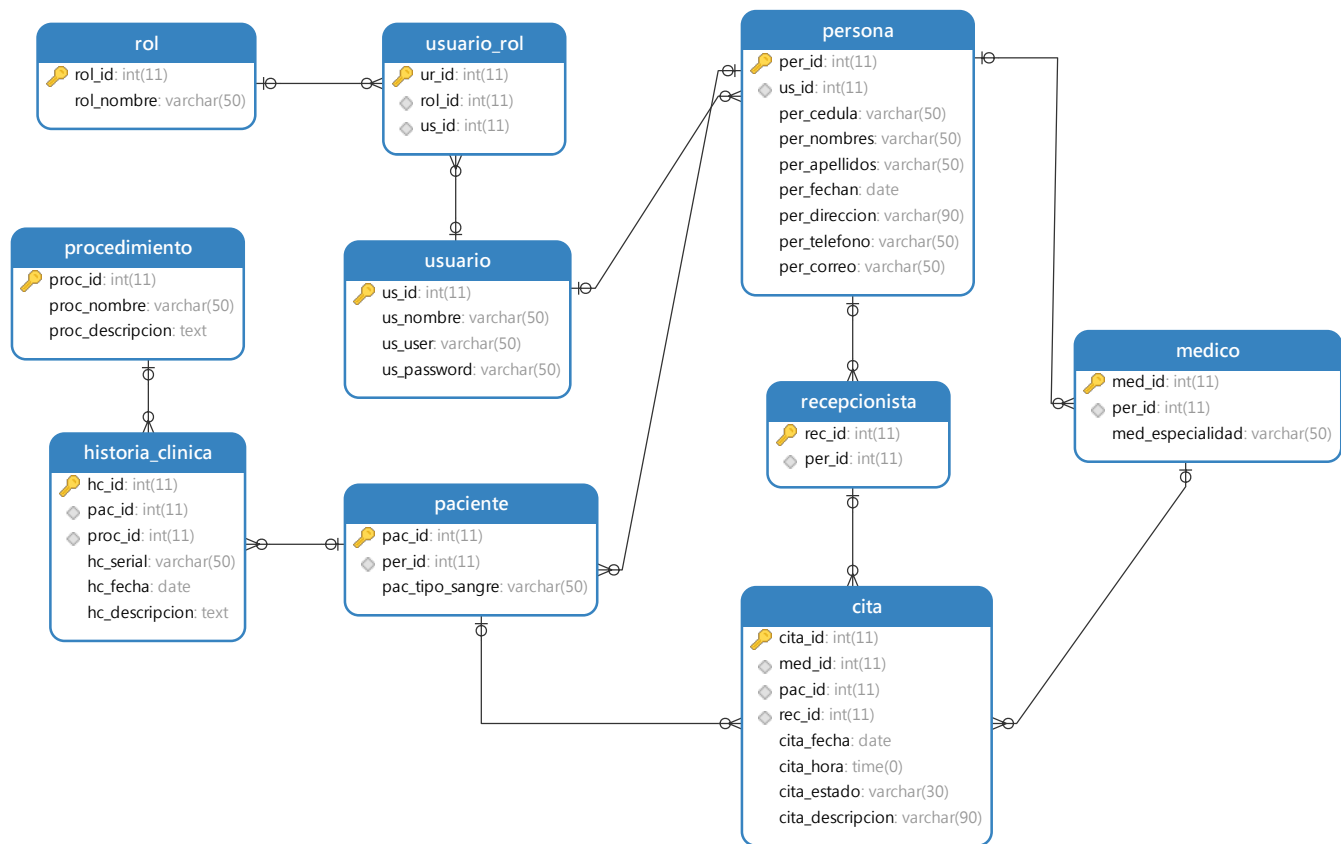 rol
rol_id: int(11)
rol_nombre: varchar(50)
usuario_rol
ur_id: int(11)
rol_id: int(11)
us_id: int(11)
persona
per_id: int(11)
us_id: int(11)
per_cedula: varchar(50)
per_nombres: varchar(50)
per_apellidos: varchar(50)
per_fechan: date
per_direccion: varchar(90)
per_telefono: varchar(50)
per_correo: varchar(50)
procedimiento
proc_id: int(11)
proc_nombre: varchar(50)
proc_descripcion: text
usuario
us_id: int(11)
us_nombre: varchar(50)
us_user: varchar(50)
us_password: varchar(50)
medico
med_id: int(11)
per_id: int(11)
med_especialidad: varchar(50)
recepcionista
rec_id: int(11)
per_id: int(11)
historia_clinica
hc_id: int(11)
pac_id: int(11)
proc_id: int(11)
hc_serial: varchar(50)
hc_fecha: date
hc_descripcion: text
paciente
pac_id: int(11)
per_id: int(11)
pac_tipo_sangre: varchar(50)
cita
cita_id: int(11)
med_id: int(11)
pac_id: int(11)
rec_id: int(11)
cita_fecha: date
cita_hora: time(0)
cita_estado: varchar(30)
cita_descripcion: varchar(90)